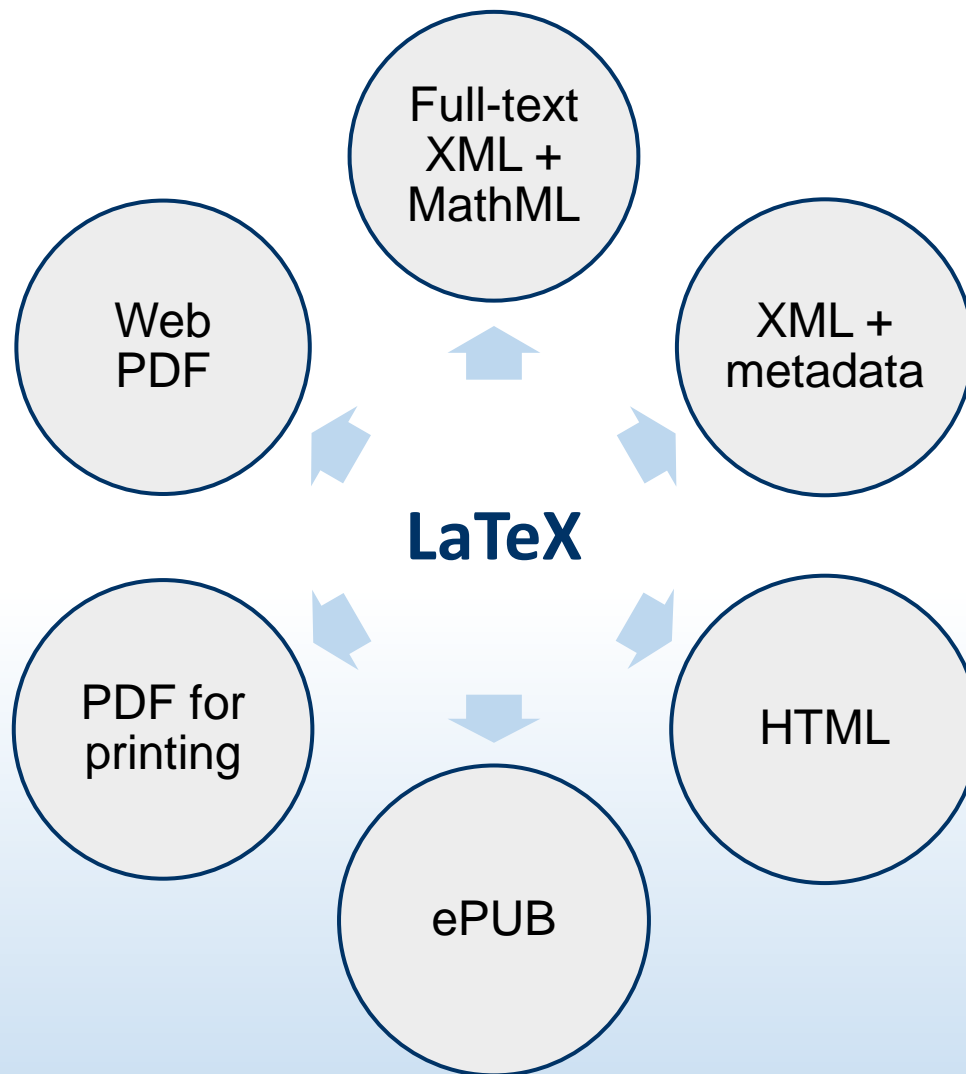 Full-text
XML +
MathML
Web
PDF
XML +
metadata
LaTeX
PDF for
printing
HTML
ePUB